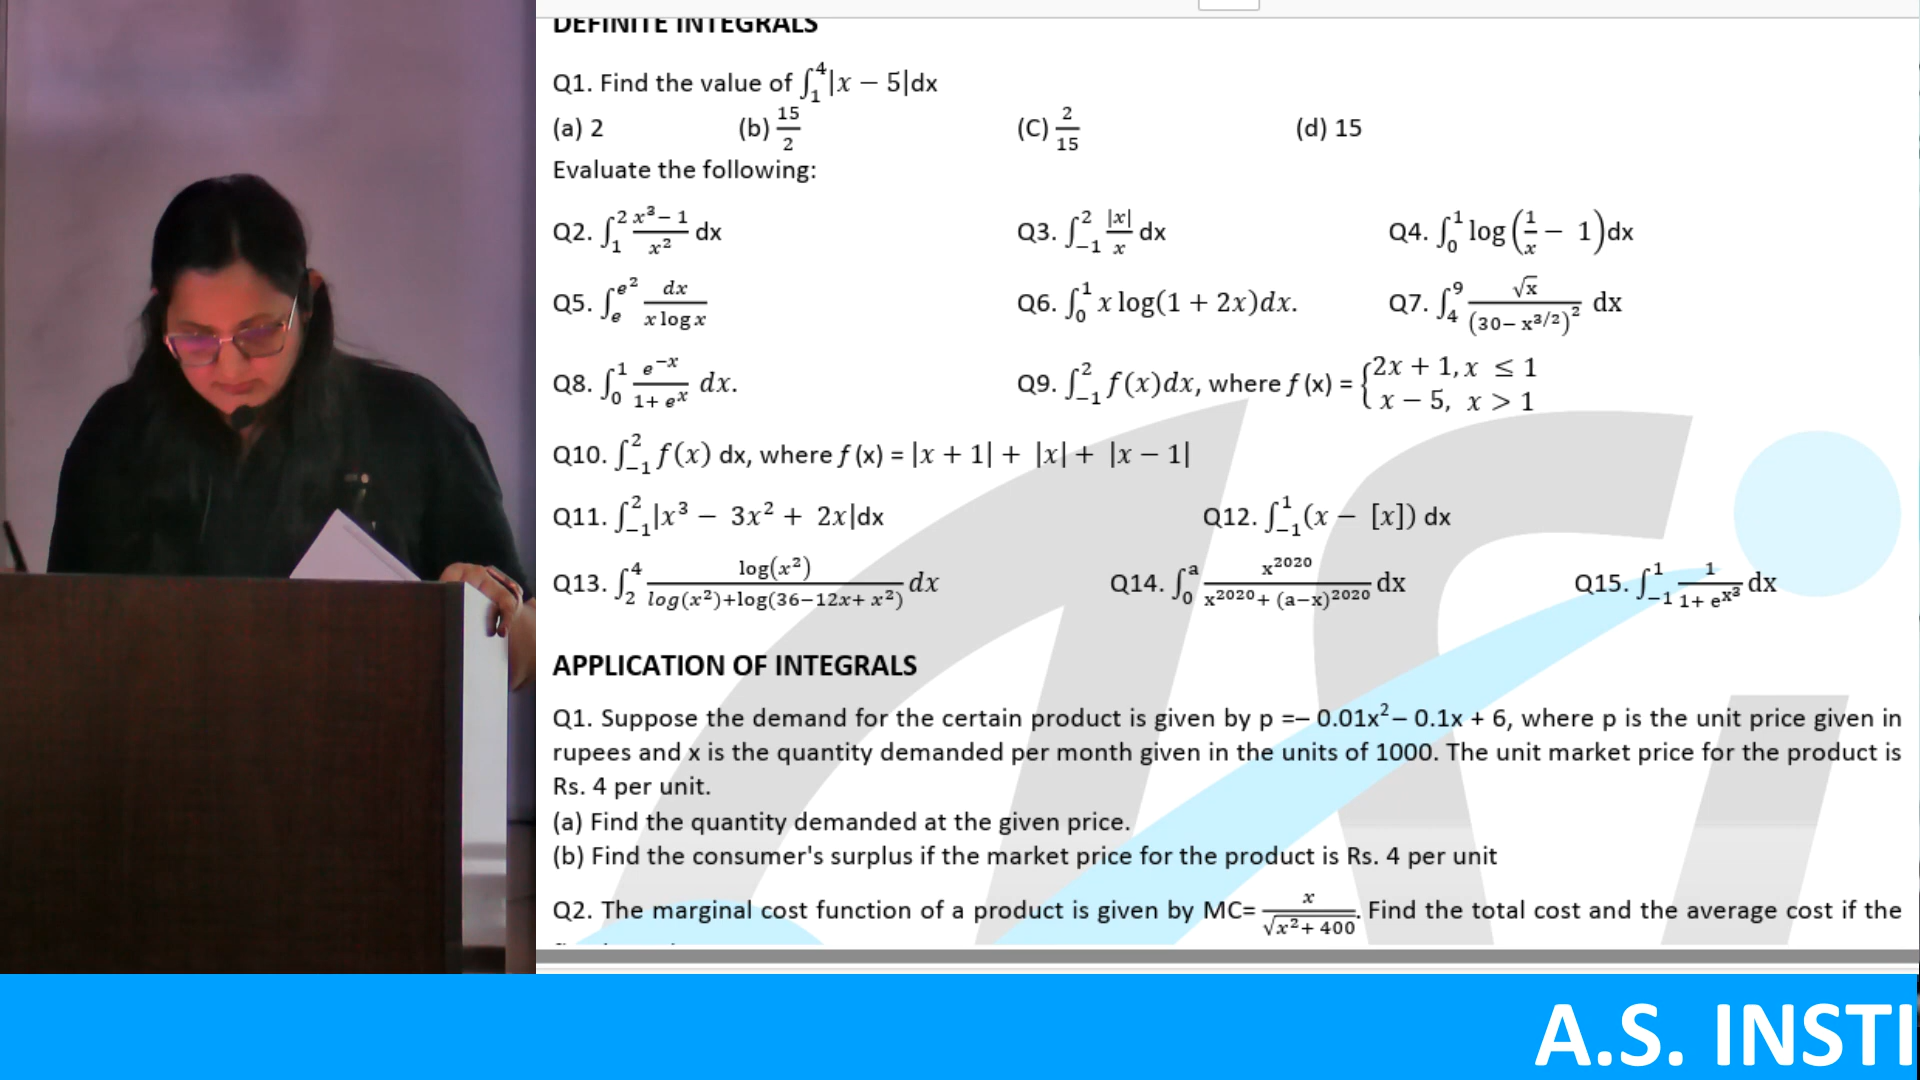 DEFINITE INTEGRALS
Q1. Find the value of ∫₁⁴|x − 5|dx
(a) 2 (b) 15/2 (C) 2/15 (d) 15
Evaluate the following:
Q2. ∫₁² (x³− 1)/x² dx Q3. ∫₋₁² |x|/x dx Q4. ∫₀¹ log(1/x − 1)dx
Q5. ∫ₑ^(e²) dx/(x log x) Q6. ∫₀¹ x log(1 + 2x)dx. Q7. ∫₄⁹ √x/(30− x^(3/2))² dx
Q8. ∫₀¹ e^(−x)/(1+ eˣ) dx. Q9. ∫₋₁² f(x)dx, where f (x) = {2x + 1, x ≤ 1
x − 5, x > 1
Q10. ∫₋₁² f(x) dx, where f (x) = |x + 1| + |x| + |x − 1|
Q11. ∫₋₁²|x³ − 3x² + 2x|dx Q12. ∫₋₁¹(x − [x]) dx
Q13. ∫₂⁴ log(x²)/(log(x²)+log(36−12x+ x²)) dx Q14. ∫₀ᵃ x²⁰²⁰/(x²⁰²⁰+ (a−x)²⁰²⁰) dx Q15. ∫₋₁¹ 1/(1+ e^(x³)) dx
APPLICATION OF INTEGRALS
Q1. Suppose the demand for the certain product is given by p =− 0.01x²− 0.1x + 6, where p is the unit price given in
rupees and x is the quantity demanded per month given in the units of 1000. The unit market price for the product is
Rs. 4 per unit.
(a) Find the quantity demanded at the given price.
(b) Find the consumer's surplus if the market price for the product is Rs. 4 per unit
Q2. The marginal cost function of a product is given by MC= x/√(x²+ 400). Find the total cost and the average cost if the
A.S. INSTI